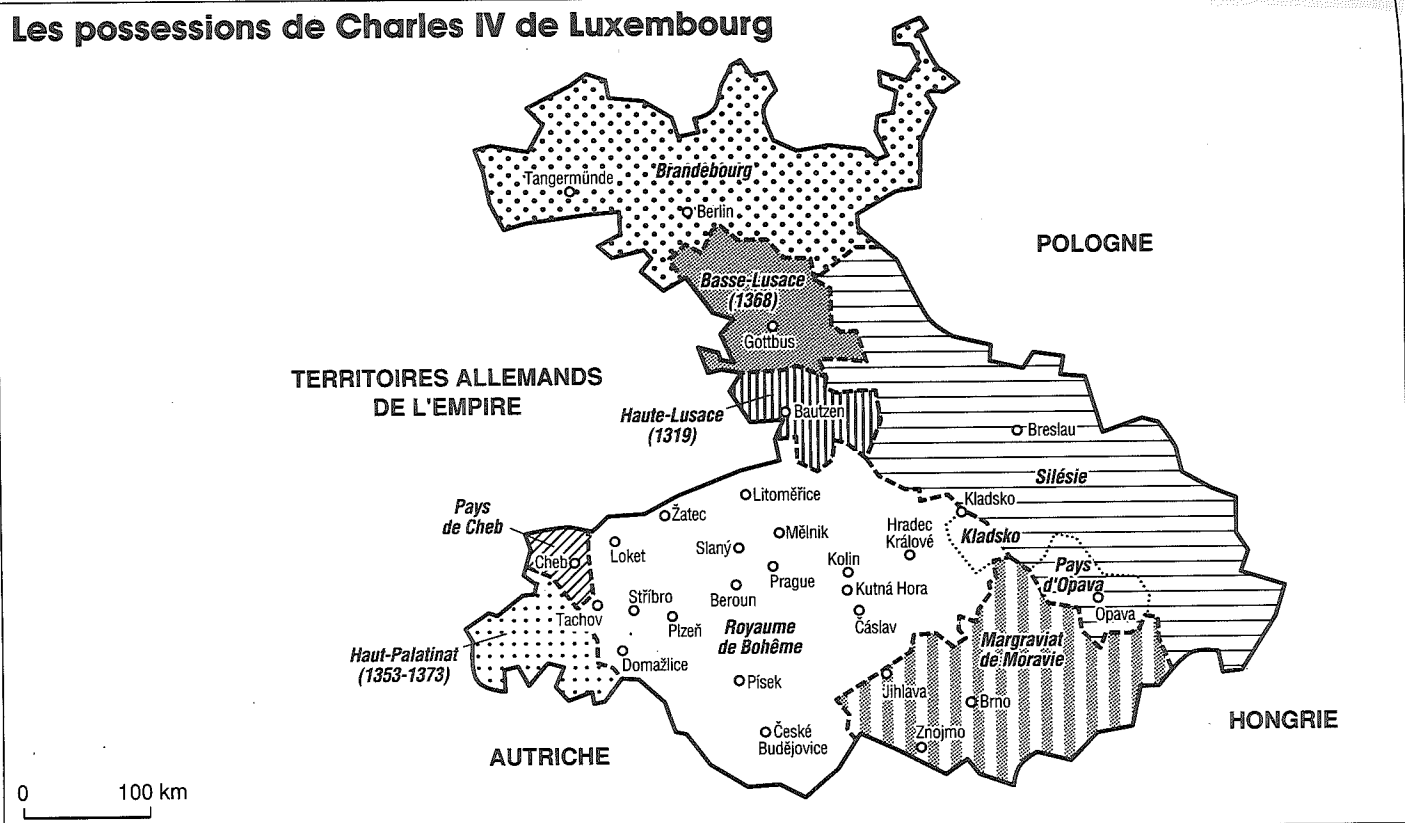 Les possessions de Charles IV de Luxembourg
Brandebourg
Tangermünde
Berlin
POLOGNE
Basse-Lusace
(1368)
Gottbus
TERRITOIRES ALLEMANDS
DE L'EMPIRE
Haute-Lusace
(1319)
Bautzen
Breslau
Silésie
Litoměřice
Kladsko
Pays
de Cheb
Žatec
Mělnik
Hradec
Králové
Kladsko
Cheb
Loket
Slaný
Kolin
Prague
Pays
d'Opava
Kutná Hora
Opava
Stříbro
Beroun
Tachov
Plzeň
Čáslav
Royaume
de Bohême
Margraviat
de Moravie
Haut-Palatinat
(1353-1373)
Domažlice
Písek
Jihlava
Brno
HONGRIE
České
Budějovice
Znojmo
AUTRICHE
0 100 km